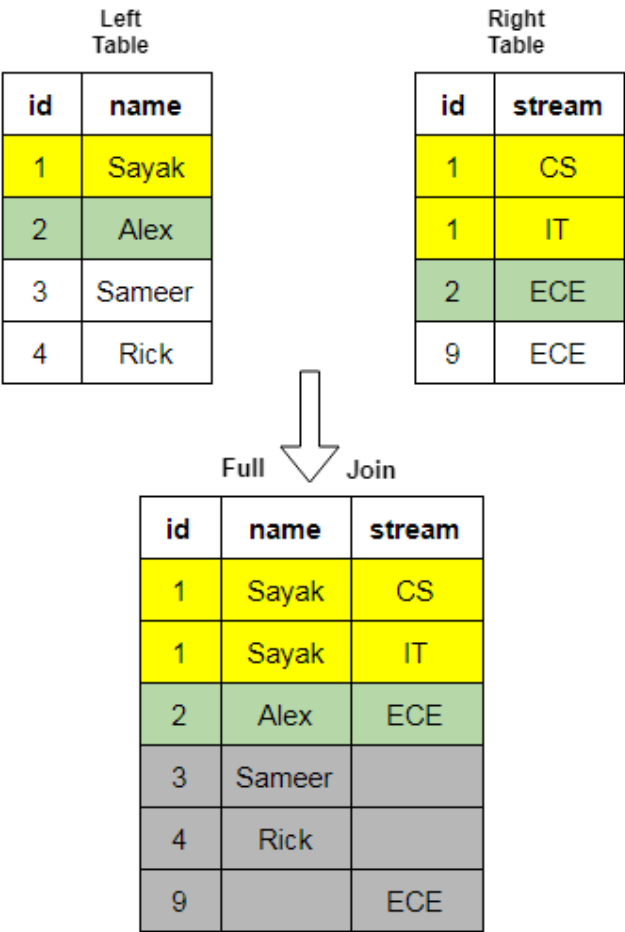 Left
Table
Right
Table
id name
1 Sayak
2 Alex
3 Sameer
4 Rick
id stream
1 CS
1 IT
2 ECE
9 ECE
Full Join
id name stream
1 Sayak CS
1 Sayak IT
2 Alex ECE
3 Sameer
4 Rick
9 ECE